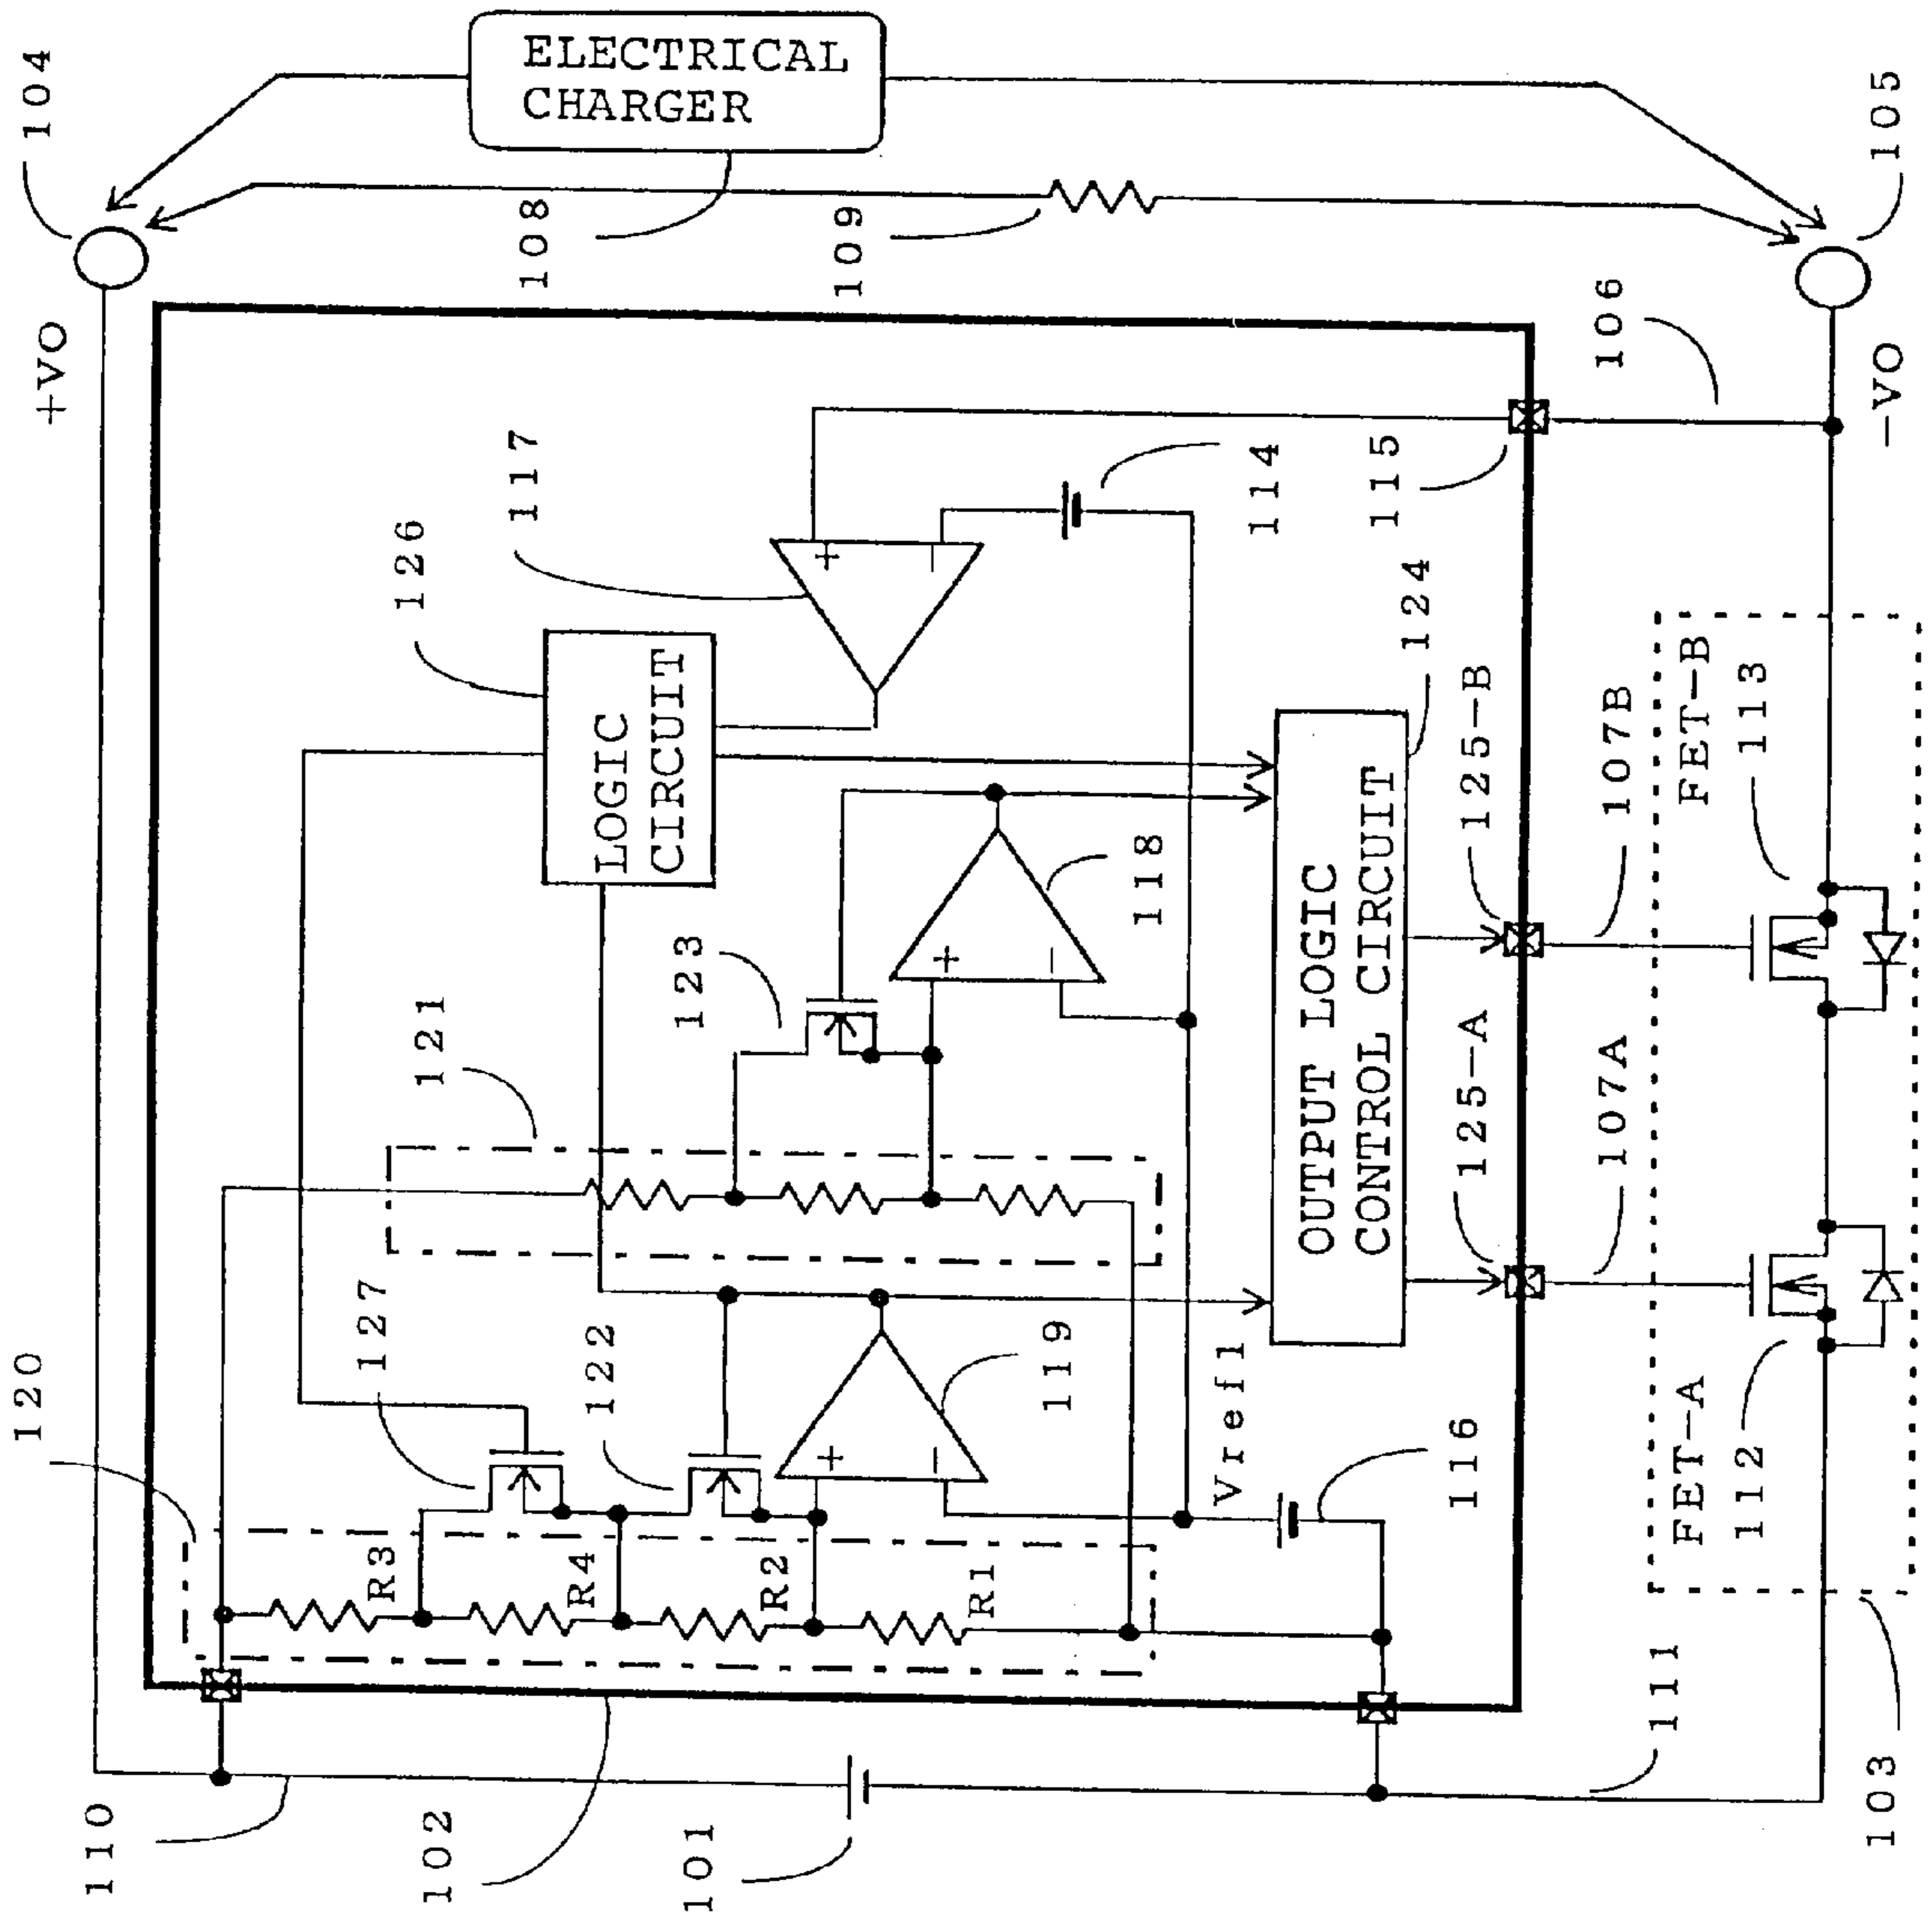 104
+VO
ELECTRICAL
CHARGER
108
109
105
−VO
106
115
114
117
126
LOGIC
CIRCUIT
124
125-B
107B
FET-B
113
118
123
121
OUTPUT LOGIC
CONTROL CIRCUIT
125-A
107A
120
127
122
119
+
−
+
−
+
−
Vref1
116
FET-A
112
R3
R4
R2
R1
110
102
101
111
103